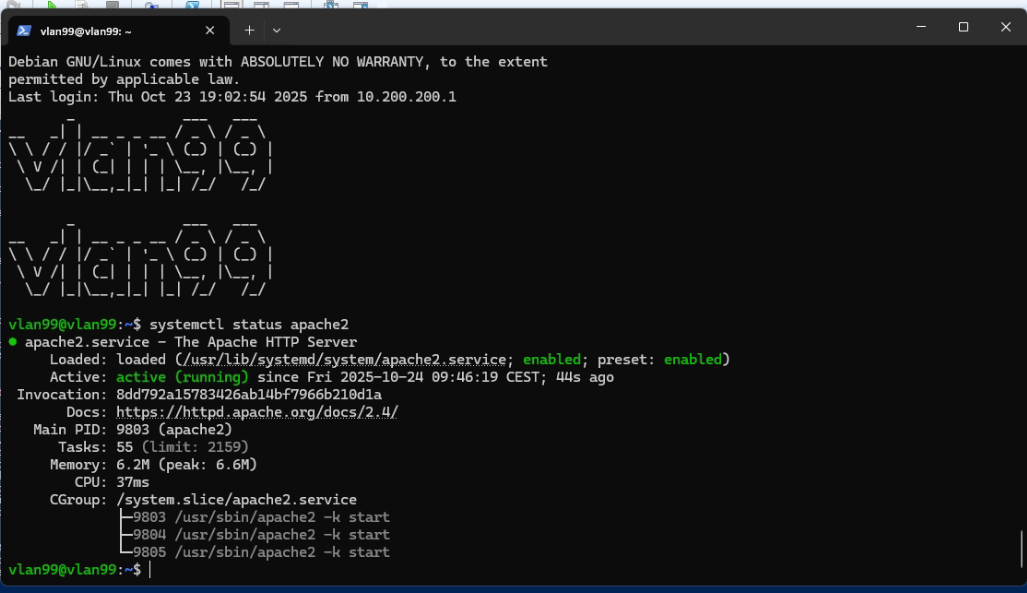 vlan99@vlan99: ~
Debian GNU/Linux comes with ABSOLUTELY NO WARRANTY, to the extent
permitted by applicable law.
Last login: Thu Oct 23 19:02:54 2025 from 10.200.200.1
vlan99
vlan99
vlan99@vlan99:~$ systemctl status apache2
● apache2.service - The Apache HTTP Server
Loaded: loaded (/usr/lib/systemd/system/apache2.service; enabled; preset: enabled)
Active: active (running) since Fri 2025-10-24 09:46:19 CEST; 44s ago
Invocation: 8dd792a15783426ab14bf7966b210d1a
Docs: https://httpd.apache.org/docs/2.4/
Main PID: 9803 (apache2)
Tasks: 55 (limit: 2159)
Memory: 6.2M (peak: 6.6M)
CPU: 37ms
CGroup: /system.slice/apache2.service
├─9803 /usr/sbin/apache2 -k start
├─9804 /usr/sbin/apache2 -k start
└─9805 /usr/sbin/apache2 -k start
vlan99@vlan99:~$